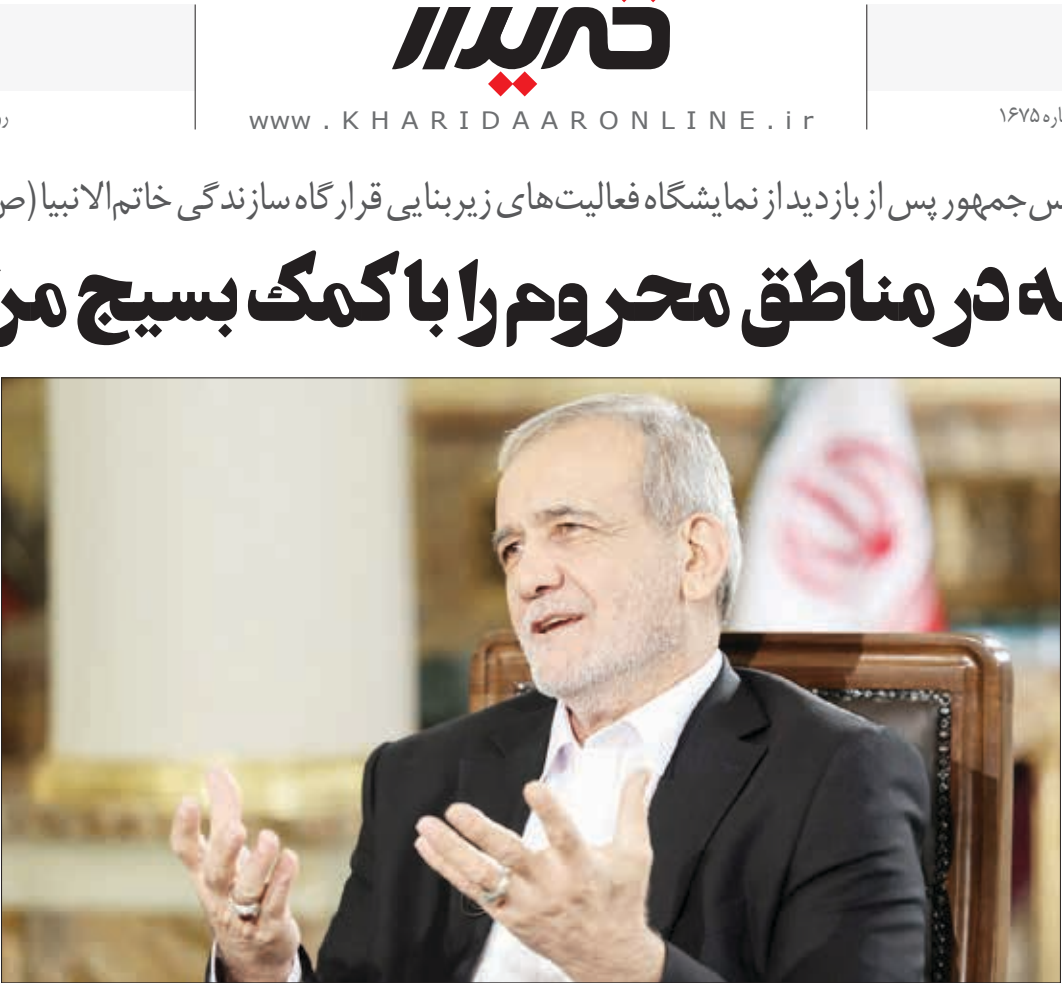 خریدار
www.KHARIDAARONLINE.ir
۱۶۷۵
جمهور پس از بازدید از نمایشگاه فعالیت‌های زیربنایی قرارگاه سازندگی خاتم‌الانبیا (ص
در مناطق محروم را با کمک بسیج